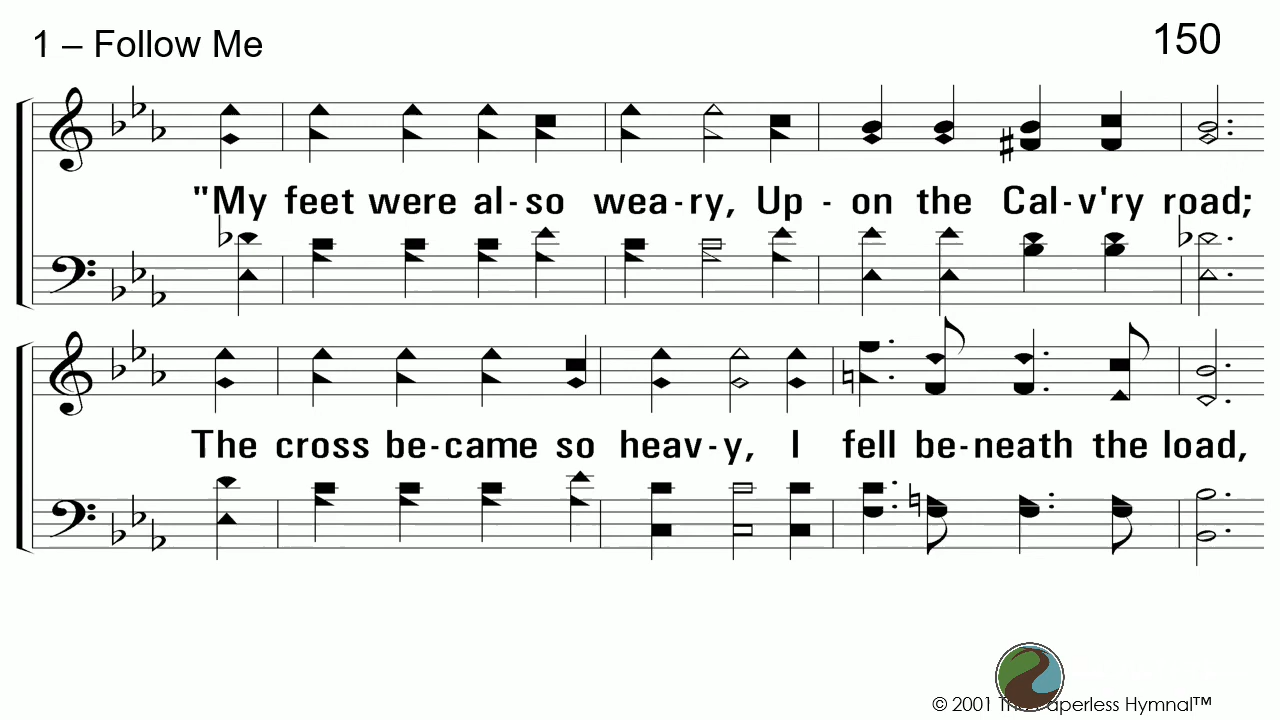 1 – Follow Me
150
"My feet were al-so wea-ry, Up - on the Cal-v'ry road;
The cross be-came so heav-y, I fell be-neath the load,
© 2001 The Paperless Hymnal™